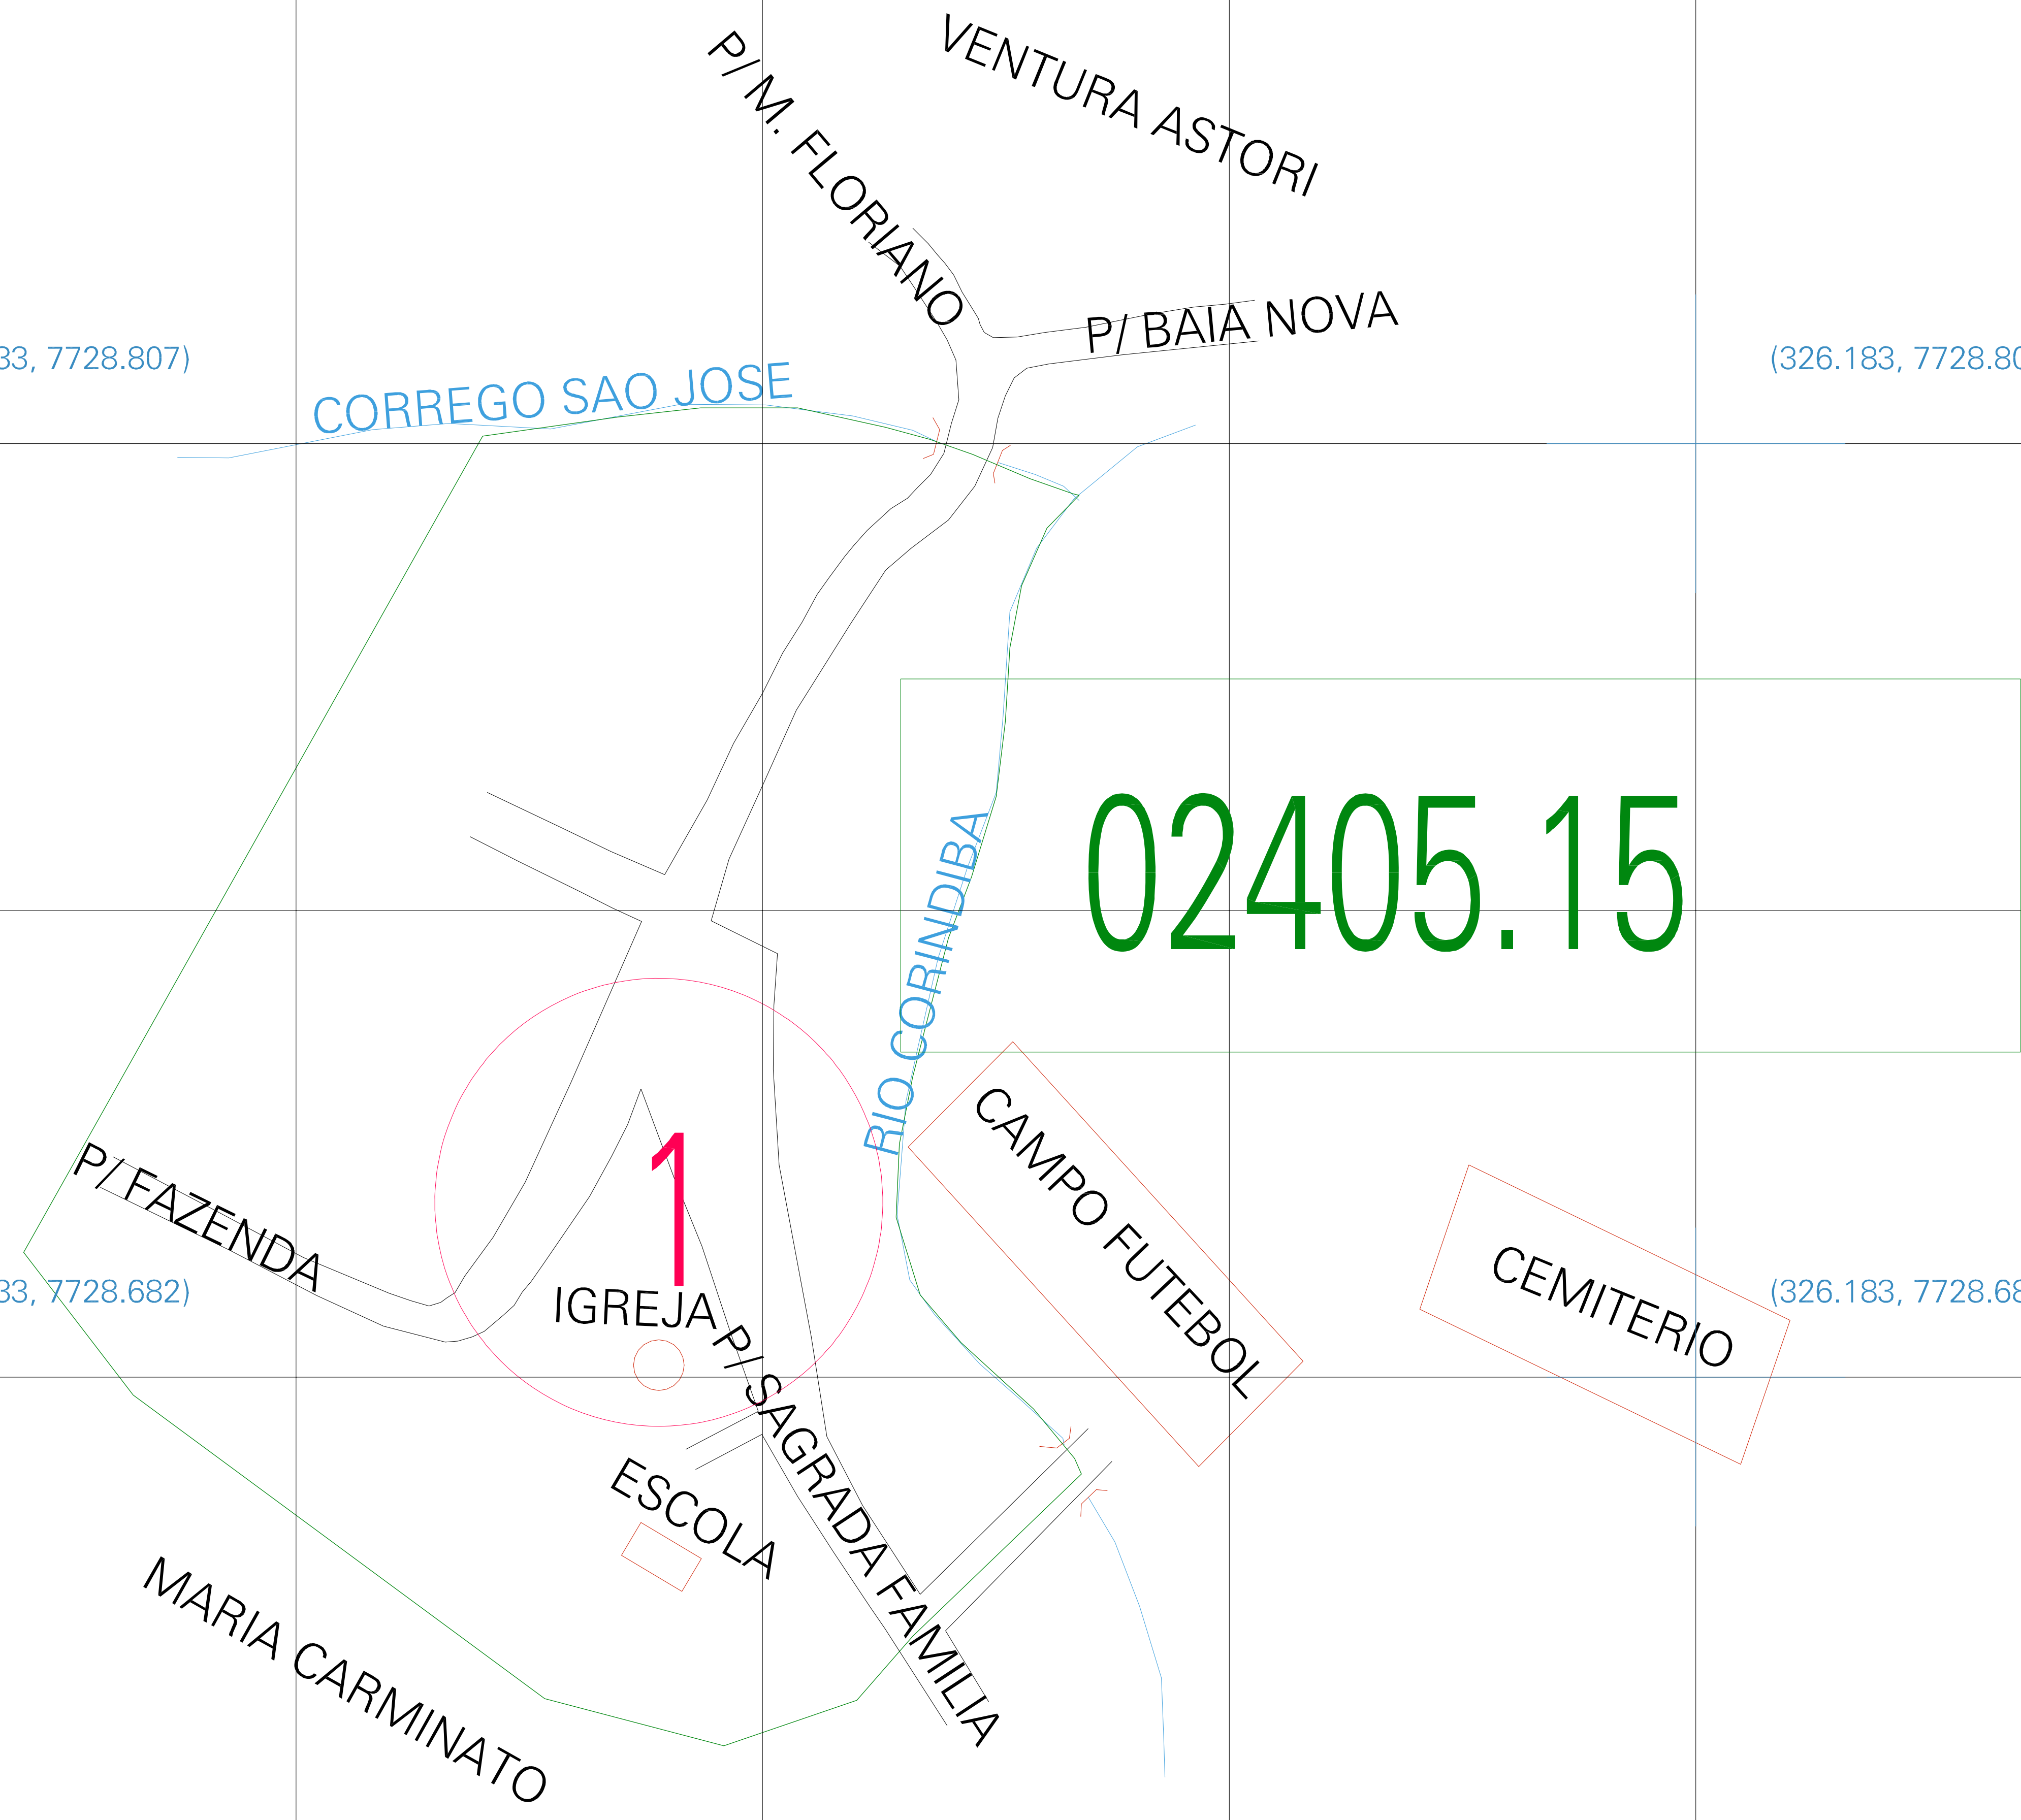 VENTURA ASTORI
P/ M. FLORIANO
P/ BAIA NOVA
33, 7728.807)
CORREGO SAO JOSE
(326.183, 7728.80
02405.15
RIO CORINDIBA
CAMPO FUTEBOL
1
P/ FAZENDA
CEMITERIO
33, 7728.682)
IGREJA
(326.183, 7728.68
P/ SAGRADA FAMILIA
ESCOLA
MARIA CARMINATO